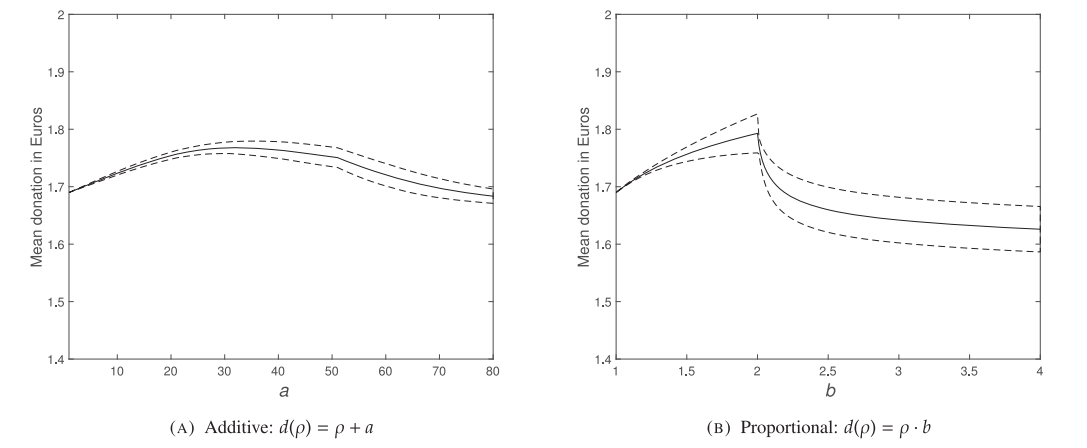 Mean donation in Euros
2
1.9
1.8
1.7
1.6
1.5
1.4
10 20 30 40 50 60 70 80
a
(A) Additive: d(ρ) = ρ + a
Mean donation in Euros
2
1.9
1.8
1.7
1.6
1.5
1.4
1 1.5 2 2.5 3 3.5 4
b
(B) Proportional: d(ρ) = ρ · b